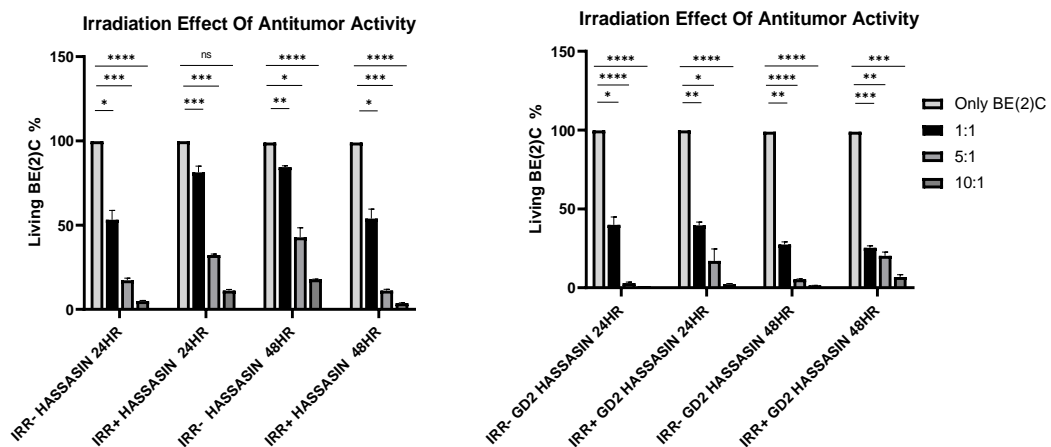 Irradiation Effect Of Antitumor Activity
Living BE(2)C %
150
100
50
0
**** ns **** ****
*** *** * ***
* *** ** *
IRR- HASSASIN 24HR
IRR+ HASSASIN 24HR
IRR- HASSASIN 48HR
IRR+ HASSASIN 48HR
Irradiation Effect Of Antitumor Activity
Living BE(2)C %
150
100
50
0
**** **** **** ***
**** * **** **
* ** ** ***
IRR- GD2 HASSASIN 24HR
IRR+ GD2 HASSASIN 24HR
IRR- GD2 HASSASIN 48HR
IRR+ GD2 HASSASIN 48HR
Only BE(2)C
1:1
5:1
10:1